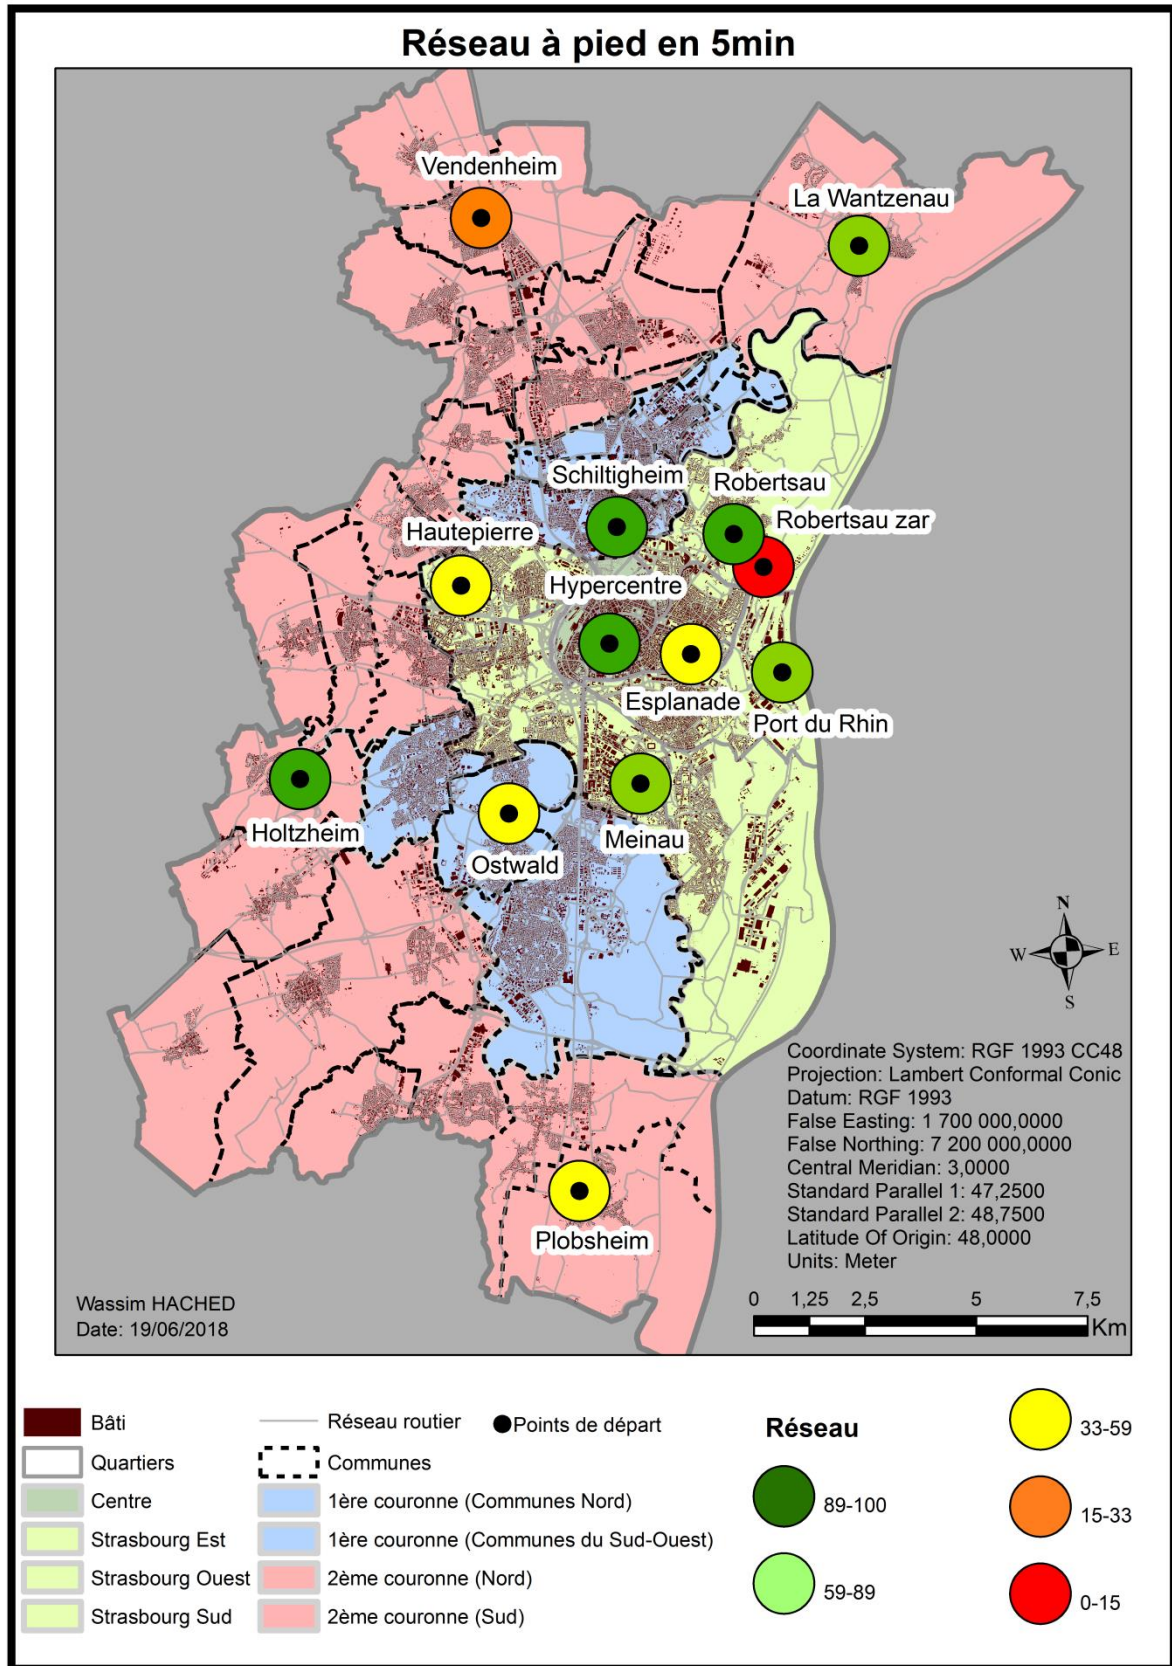 Réseau à pied en 5min
Vendenheim
La Wantzenau
Schiltigheim
Robertsau
Robertsau zar
Hautepierre
Hypercentre
Esplanade
Port du Rhin
Holtzheim
Ostwald
Meinau
Plobsheim
N
W
E
S
Coordinate System: RGF 1993 CC48
Projection: Lambert Conformal Conic
Datum: RGF 1993
False Easting: 1 700 000,0000
False Northing: 7 200 000,0000
Central Meridian: 3,0000
Standard Parallel 1: 47,2500
Standard Parallel 2: 48,7500
Latitude Of Origin: 48,0000
Units: Meter
Wassim HACHED
Date: 19/06/2018
0 1,25 2,5 5 7,5
Km
Bâti
Quartiers
Centre
Strasbourg Est
Strasbourg Ouest
Strasbourg Sud
Réseau routier
Points de départ
Communes
1ère couronne (Communes Nord)
1ère couronne (Communes du Sud-Ouest)
2ème couronne (Nord)
2ème couronne (Sud)
Réseau
89-100
59-89
33-59
15-33
0-15